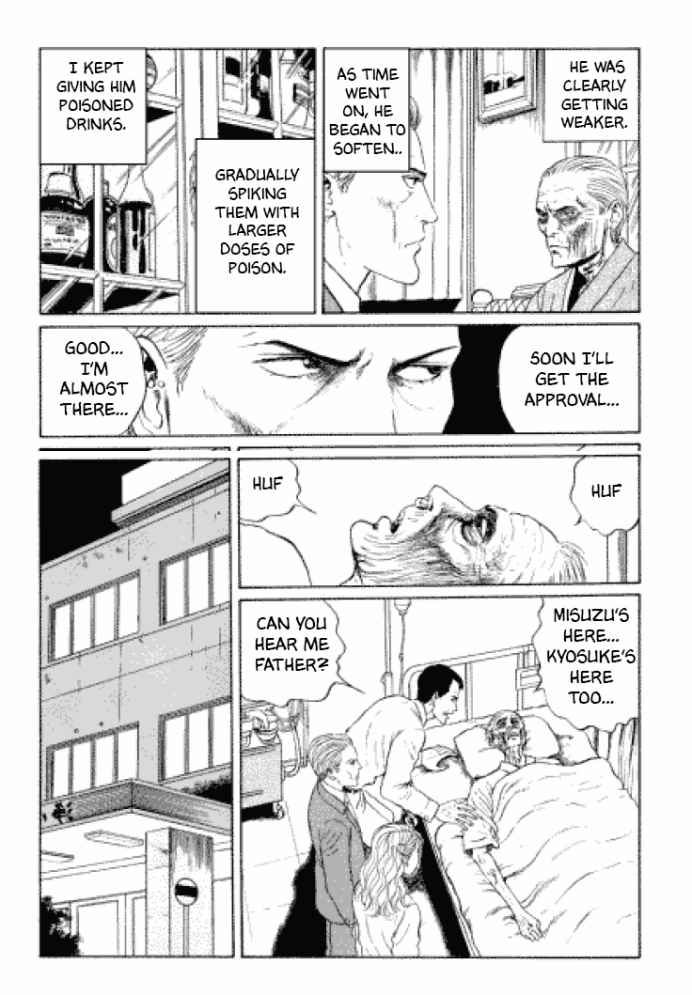 I KEPT
GIVING HIM
POISONED
DRINKS.
GRADUALLY
SPIKING
THEM WITH
LARGER
DOSES OF
POISON.
AS TIME
WENT
ON, HE
BEGAN TO
SOFTEN..
HE WAS
CLEARLY
GETTING
WEAKER.
GOOD...
I'M
ALMOST
THERE...
SOON I'LL
GET THE
APPROVAL...
HUF
HUF
CAN YOU
HEAR ME
FATHER?
MISUZU'S
HERE...
KYOSUKE'S
HERE
TOO...